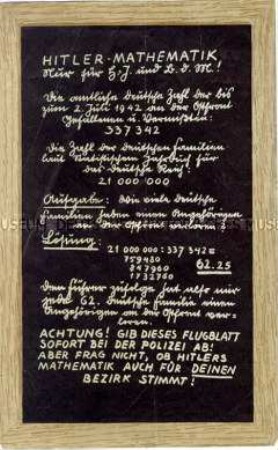 HITLER-MATHEMATIK
Nur für H.J. und B.d.M!
Die amtliche Deutsche Zahl der bis
zum 2. Juli 1942 an der Ostfront
Gefallenen u. Vermissten:
337 342
Die Zahl der deutschen Familien
laut Statistischem Jahrbuch für
das Deutsche Reich:
21 000 000
Aufgabe: Wie viele Deutsche
Familien haben einen Angehörigen
an der Ostfront verloren?
Lösung:
21 000 000 : 337 342 =
759480
847960
1732760
62.25
Dem Führer zufolge hat also nur
jede 62. Deutsche Familie einen
Angehörigen an der Ostfront ver-
loren.
ACHTUNG! GIB DIESES FLUGBLATT
SOFORT BEI DER POLIZEI AB!
ABER FRAG NICHT, OB HITLERS
MATHEMATIK AUCH FÜR DEINEN
BEZIRK STIMMT!